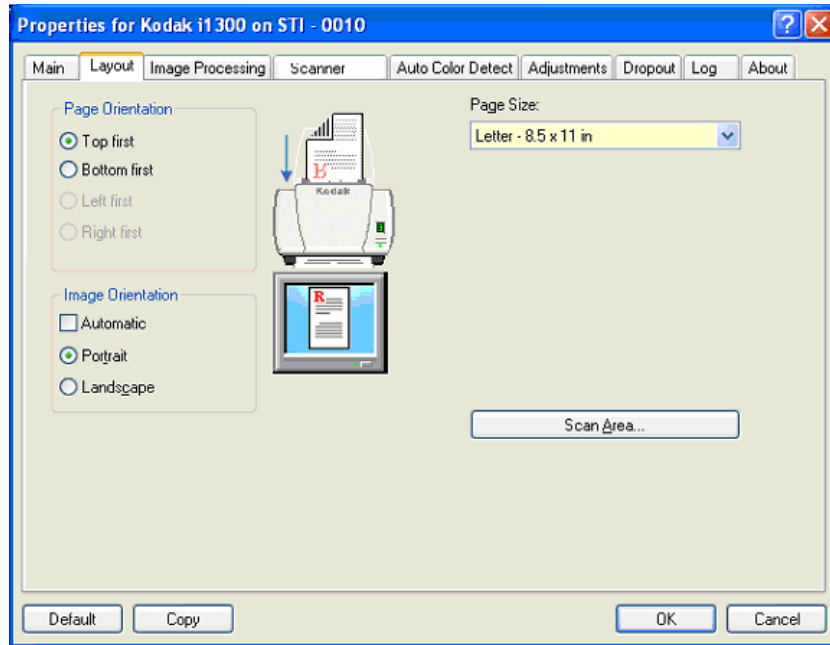 Properties for Kodak i1300 on STI - 0010
Main Layout Image Processing Scanner Auto Color Detect Adjustments Dropout Log About
Page Orientation
Top first
Bottom first
Left first
Right first
R
Kodak
Image Orientation
Automatic
Portrait
Landscape
R
Page Size:
Letter - 8.5 x 11 in
Scan Area...
Default Copy OK Cancel